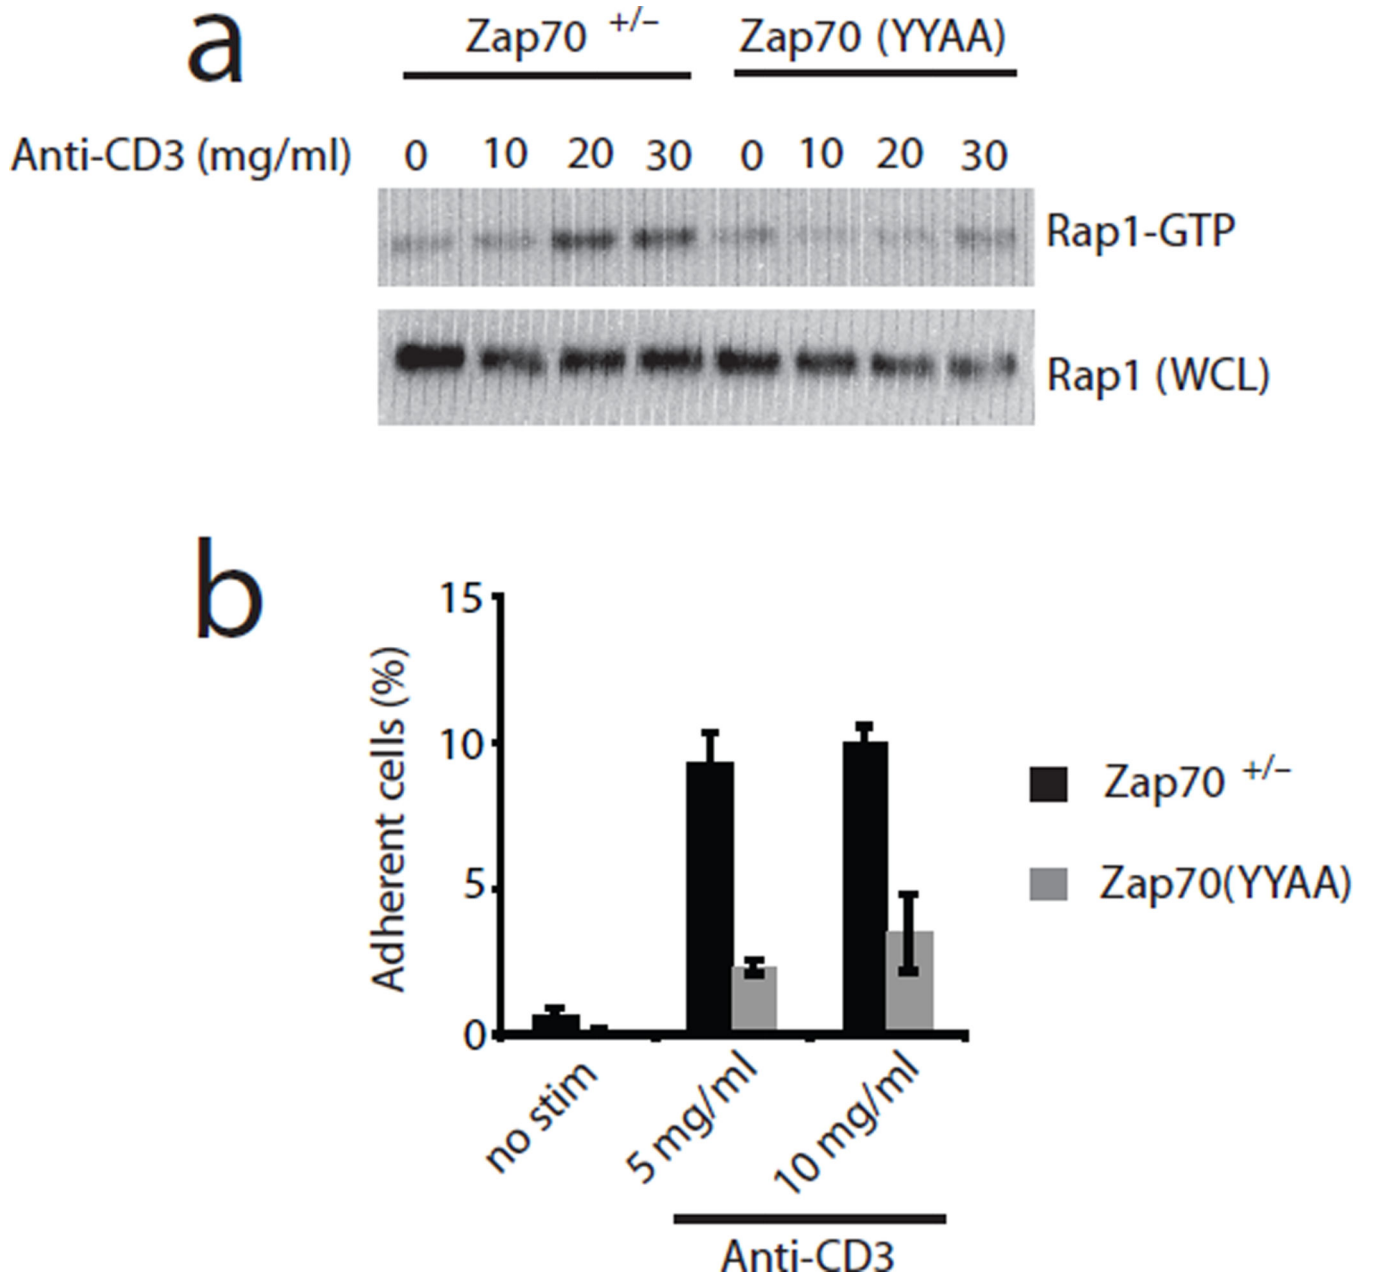 a
Zap70 +/– Zap70 (YYAA)
Anti-CD3 (mg/ml) 0 10 20 30 0 10 20 30
Rap1-GTP
Rap1 (WCL)
b
15
10
5
0
Adherent cells (%)
no stim
5 mg/ml
10 mg/ml
Anti-CD3
Zap70 +/–
Zap70(YYAA)